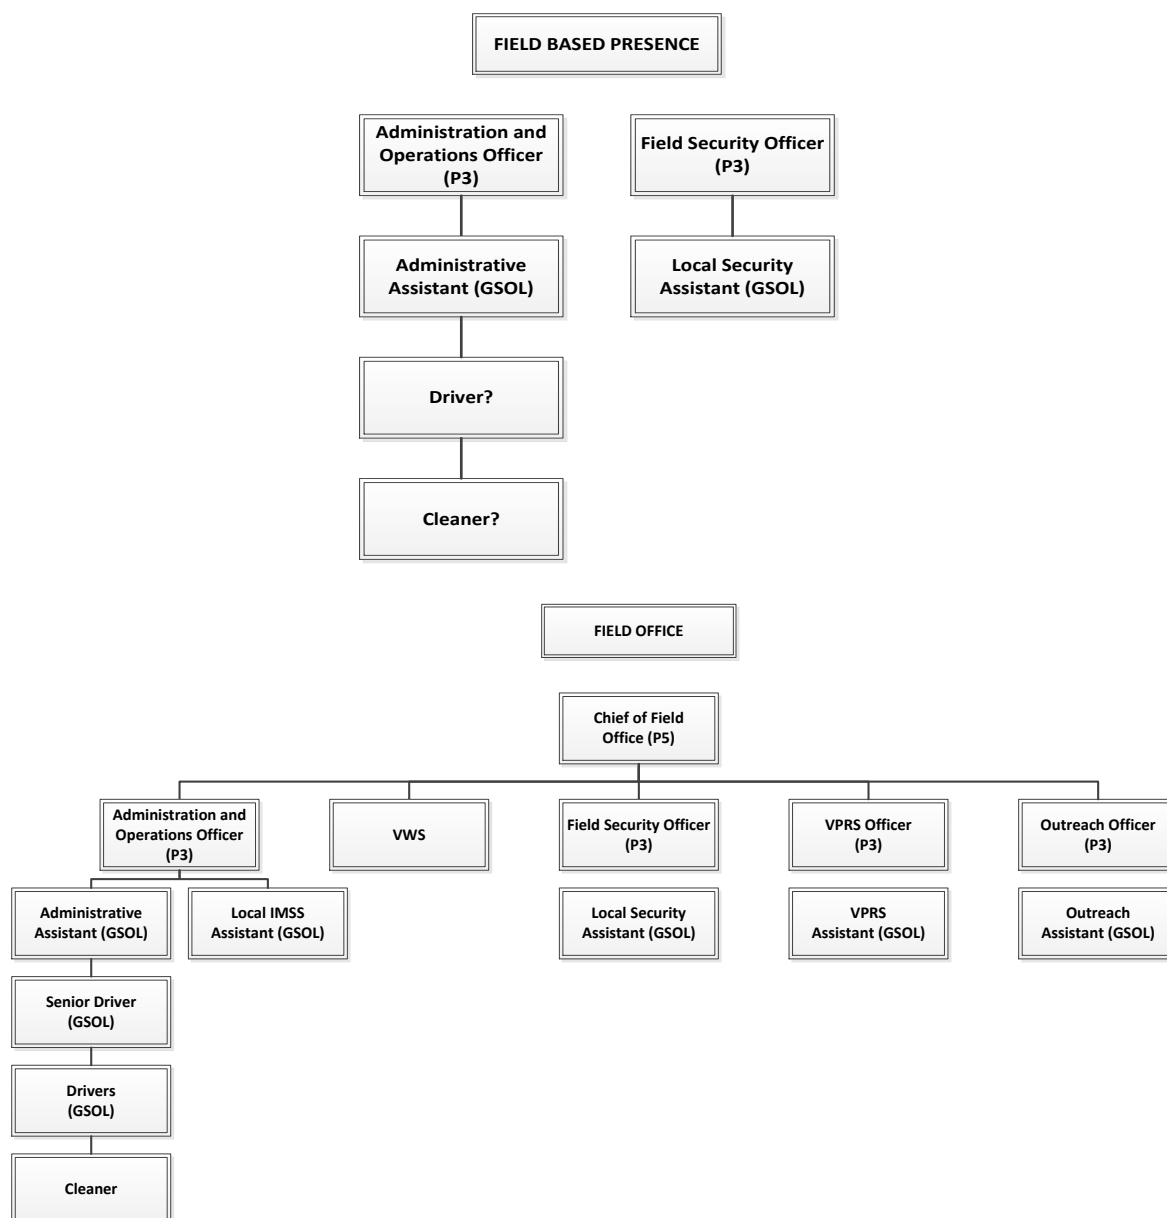 FIELD BASED PRESENCE
Administration and
Operations Officer
(P3)
Field Security Officer
(P3)
Administrative
Assistant (GSOL)
Local Security
Assistant (GSOL)
Driver?
Cleaner?
FIELD OFFICE
Chief of Field
Office (P5)
Administration and
Operations Officer
(P3)
VWS
Field Security Officer
(P3)
VPRS Officer
(P3)
Outreach Officer
(P3)
Administrative
Assistant (GSOL)
Local IMSS
Assistant (GSOL)
Local Security
Assistant (GSOL)
VPRS
Assistant (GSOL)
Outreach
Assistant (GSOL)
Senior Driver
(GSOL)
Drivers
(GSOL)
Cleaner